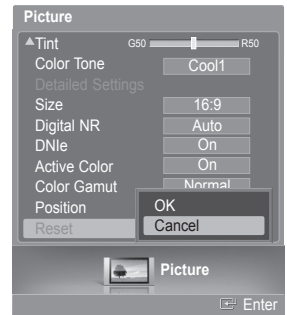 Picture
▲Tint G50 R50
Color Tone Cool1
Detailed Settings
Size 16:9
Digital NR Auto
DNIe On
Active Color On
Color Gamut Normal
Position OK
Reset Cancel
Picture
Enter